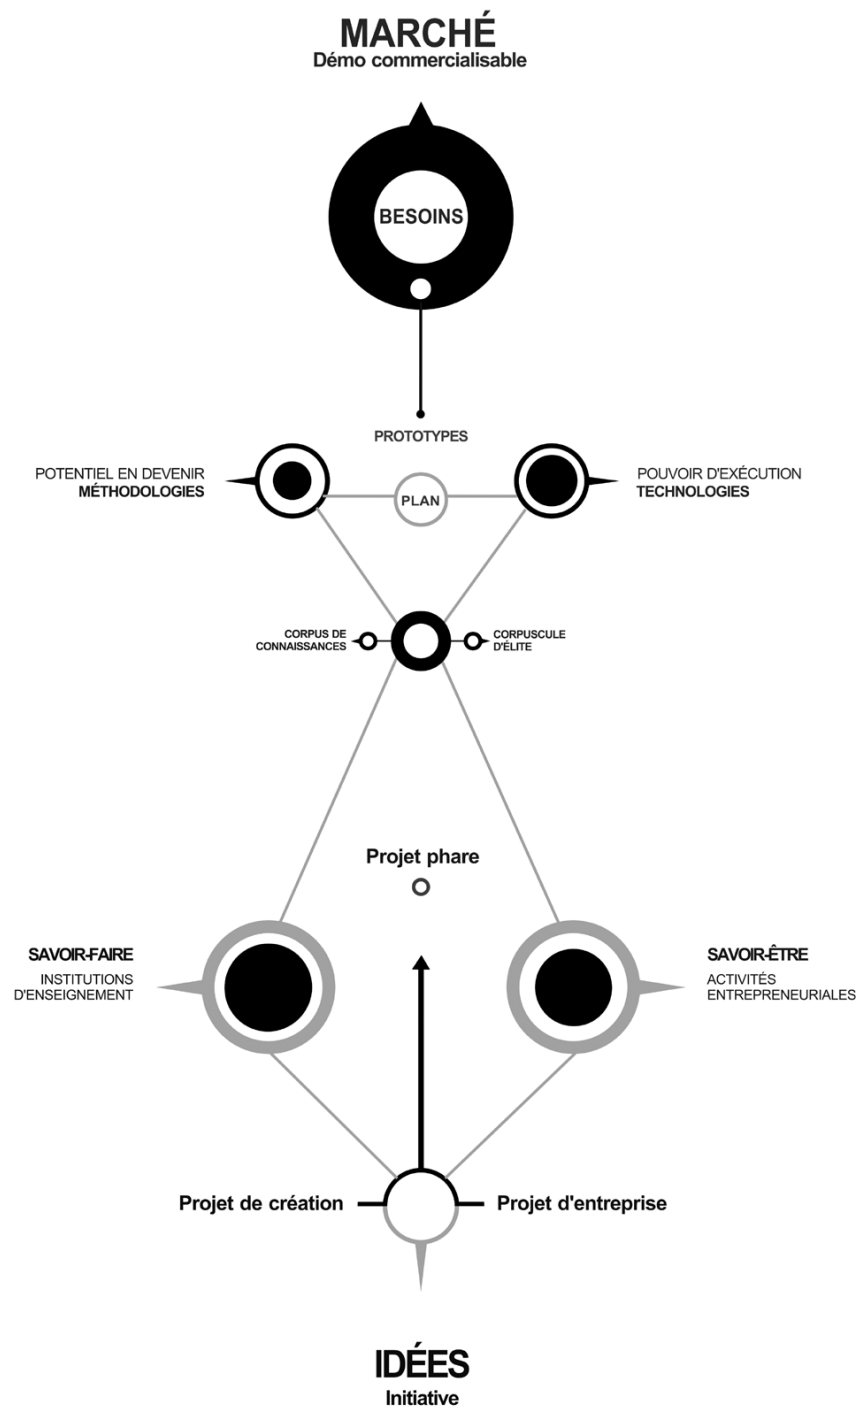 MARCHÉ
Démo commercialisable
BESOINS
PROTOTYPES
POTENTIEL EN DEVENIR
MÉTHODOLOGIES
PLAN
POUVOIR D'EXÉCUTION
TECHNOLOGIES
CORPUS DE
CONNAISSANCES
CORPUSCULE
D'ÉLITE
Projet phare
SAVOIR-FAIRE
INSTITUTIONS
D'ENSEIGNEMENT
SAVOIR-ÊTRE
ACTIVITÉS
ENTREPRENEURIALES
Projet de création
Projet d'entreprise
IDÉES
Initiative